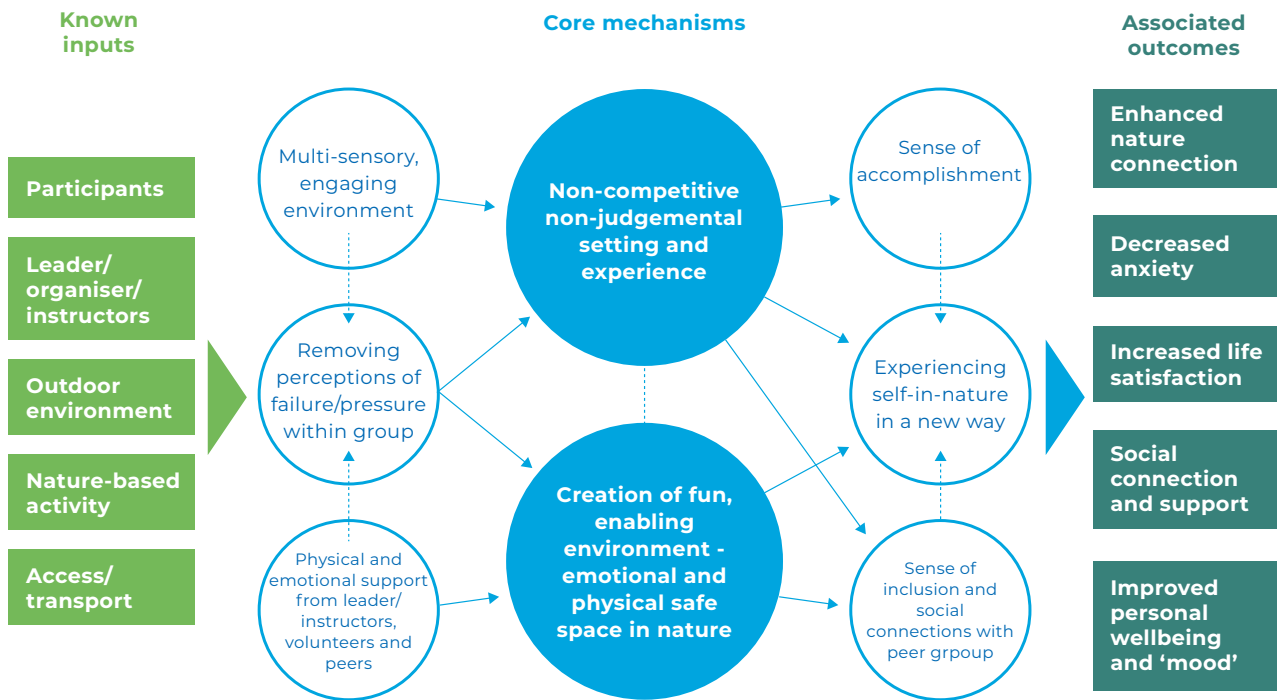 Known
inputs
Core mechanisms
Associated
outcomes
Participants
Leader/
organiser/
instructors
Outdoor
environment
Nature-based
activity
Access/
transport
Multi-sensory,
engaging
environment
Removing
perceptions of
failure/pressure
within group
Physical and
emotional support
from leader/
instructors,
volunteers and
peers
Non-competitive
non-judgemental
setting and
experience
Creation of fun,
enabling
environment -
emotional and
physical safe
space in nature
Sense of
accomplishment
Experiencing
self-in-nature
in a new way
Sense of
inclusion and
social
connections with
peer grpoup
Enhanced
nature
connection
Decreased
anxiety
Increased life
satisfaction
Social
connection
and support
Improved
personal
wellbeing
and ‘mood’